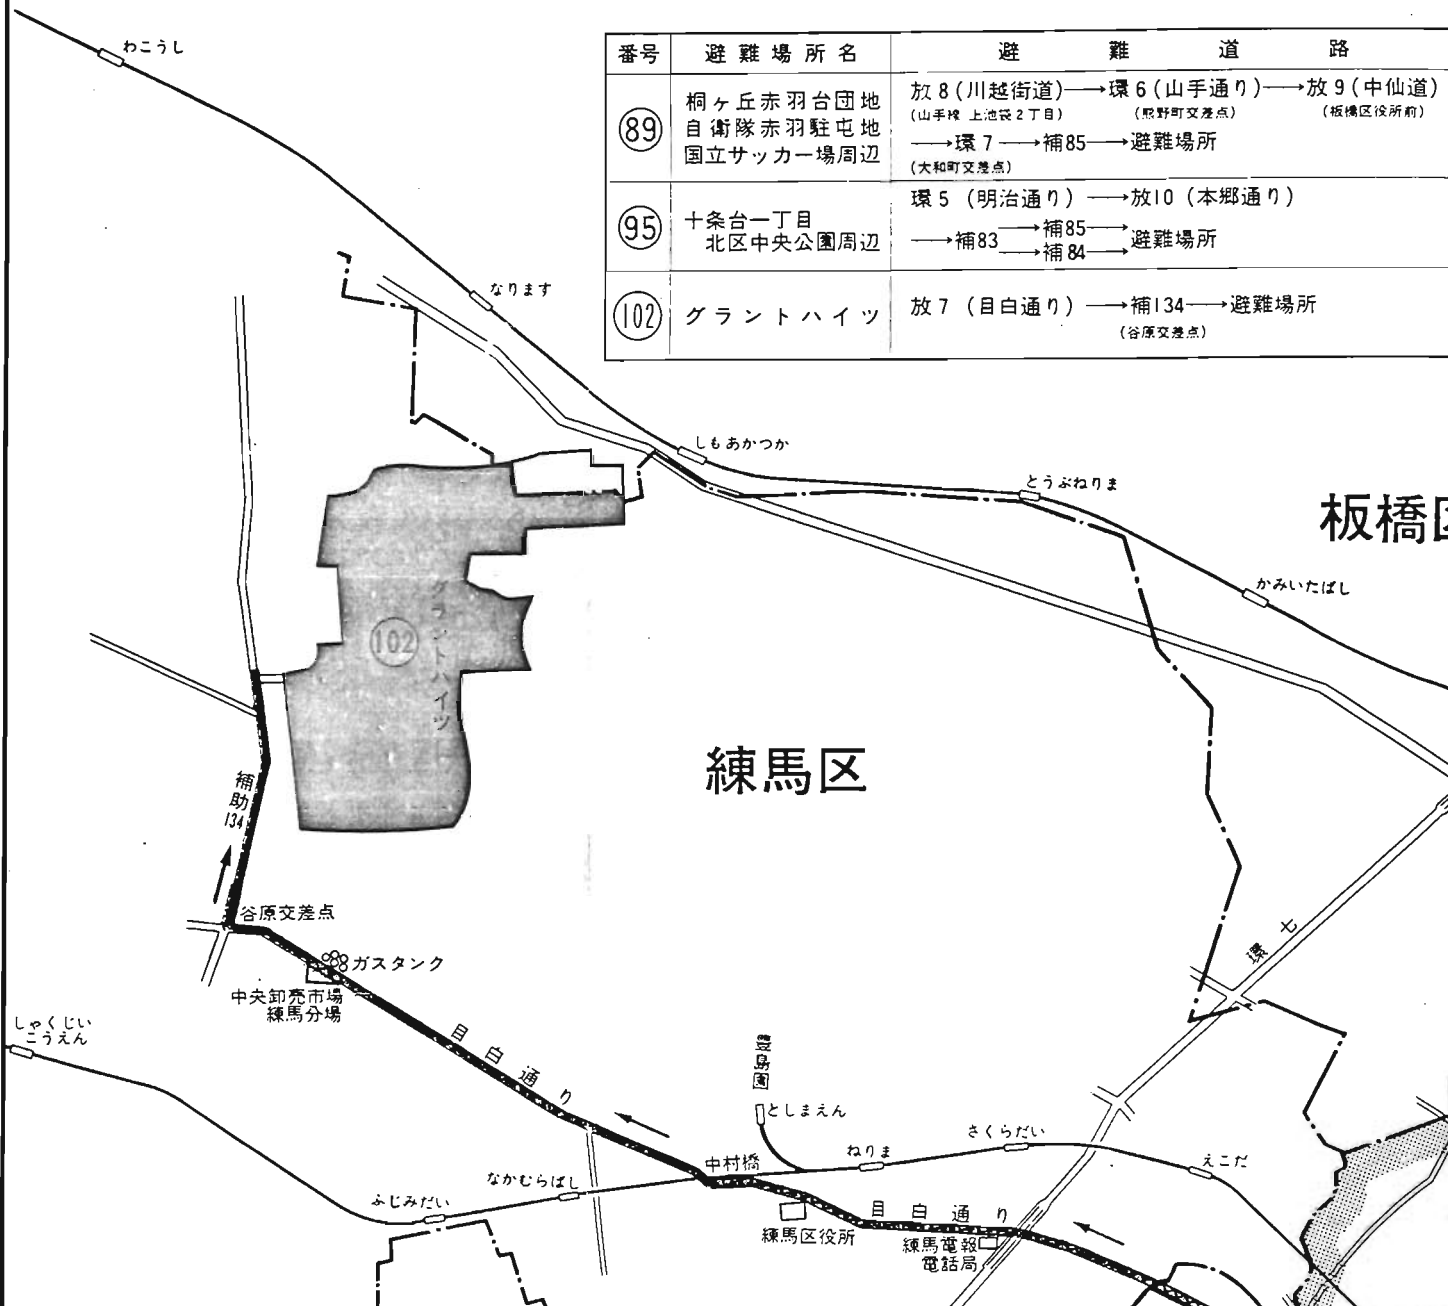 番号 避難場所名 避難道路
89 桐ヶ丘赤羽台団地 放8(川越街道)→環6(山手通り)→放9(中仙道)
(山手線 上池袋2丁目) (熊野町交差点) (板橋区役所前)
自衛隊赤羽駐屯地 →環7→補85→避難場所
国立サッカー場周辺 (大和町交差点)
95 十条台一丁目 環5(明治通り)→放10(本郷通り)
北区中央公園周辺 →補83→補85→避難場所
→補84→
102 グラントハイツ 放7(目白通り)→補134→避難場所
(谷原交差点)
わこうし
なります
しもあかつか
とうぶねりま
板橋区
かみいたばし
102
グラントハイツ
練馬区
補助134
谷原交差点
ガスタンク
中央卸売市場
練馬分場
環七
しゃくじい
こうえん
目白通り
豊島園
としまえん
さくらだい
ねりま
中村橋
えこだ
なかむらばし
ふじみだい
目白通り
練馬区役所
練馬電報
電話局